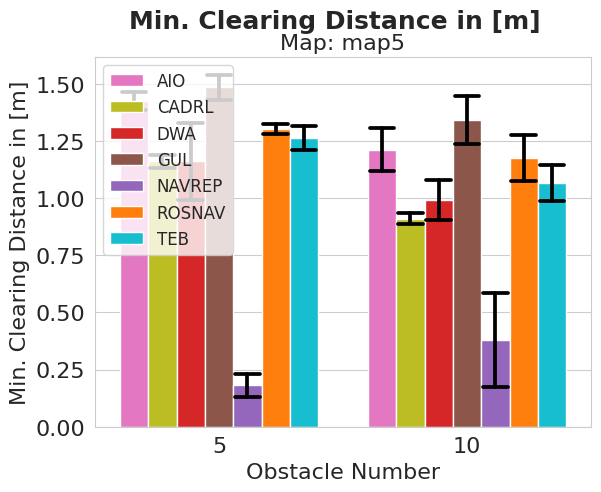 Min. Clearing Distance in [m]
Map: map5
Min. Clearing Distance in [m]
1.50
1.25
1.00
0.75
0.50
0.25
0.00
AIO
CADRL
DWA
GUL
NAVREP
ROSNAV
TEB
5
10
Obstacle Number